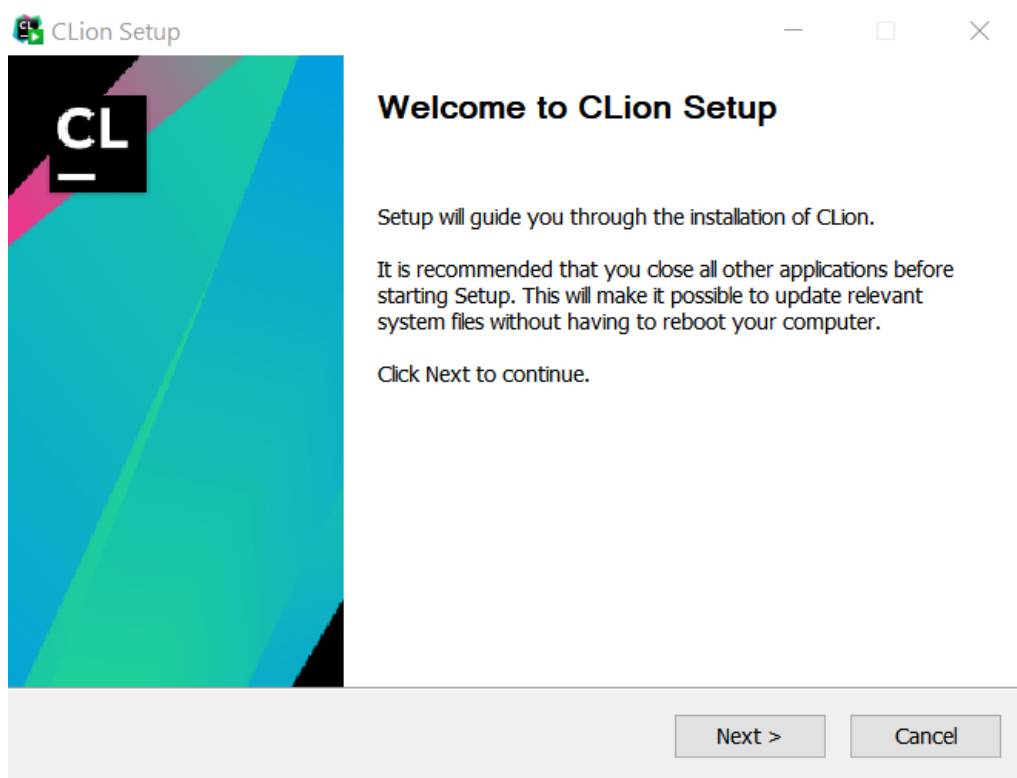 CLion Setup
CL
Welcome to CLion Setup
Setup will guide you through the installation of CLion.
It is recommended that you close all other applications before
starting Setup. This will make it possible to update relevant
system files without having to reboot your computer.
Click Next to continue.
Next >
Cancel